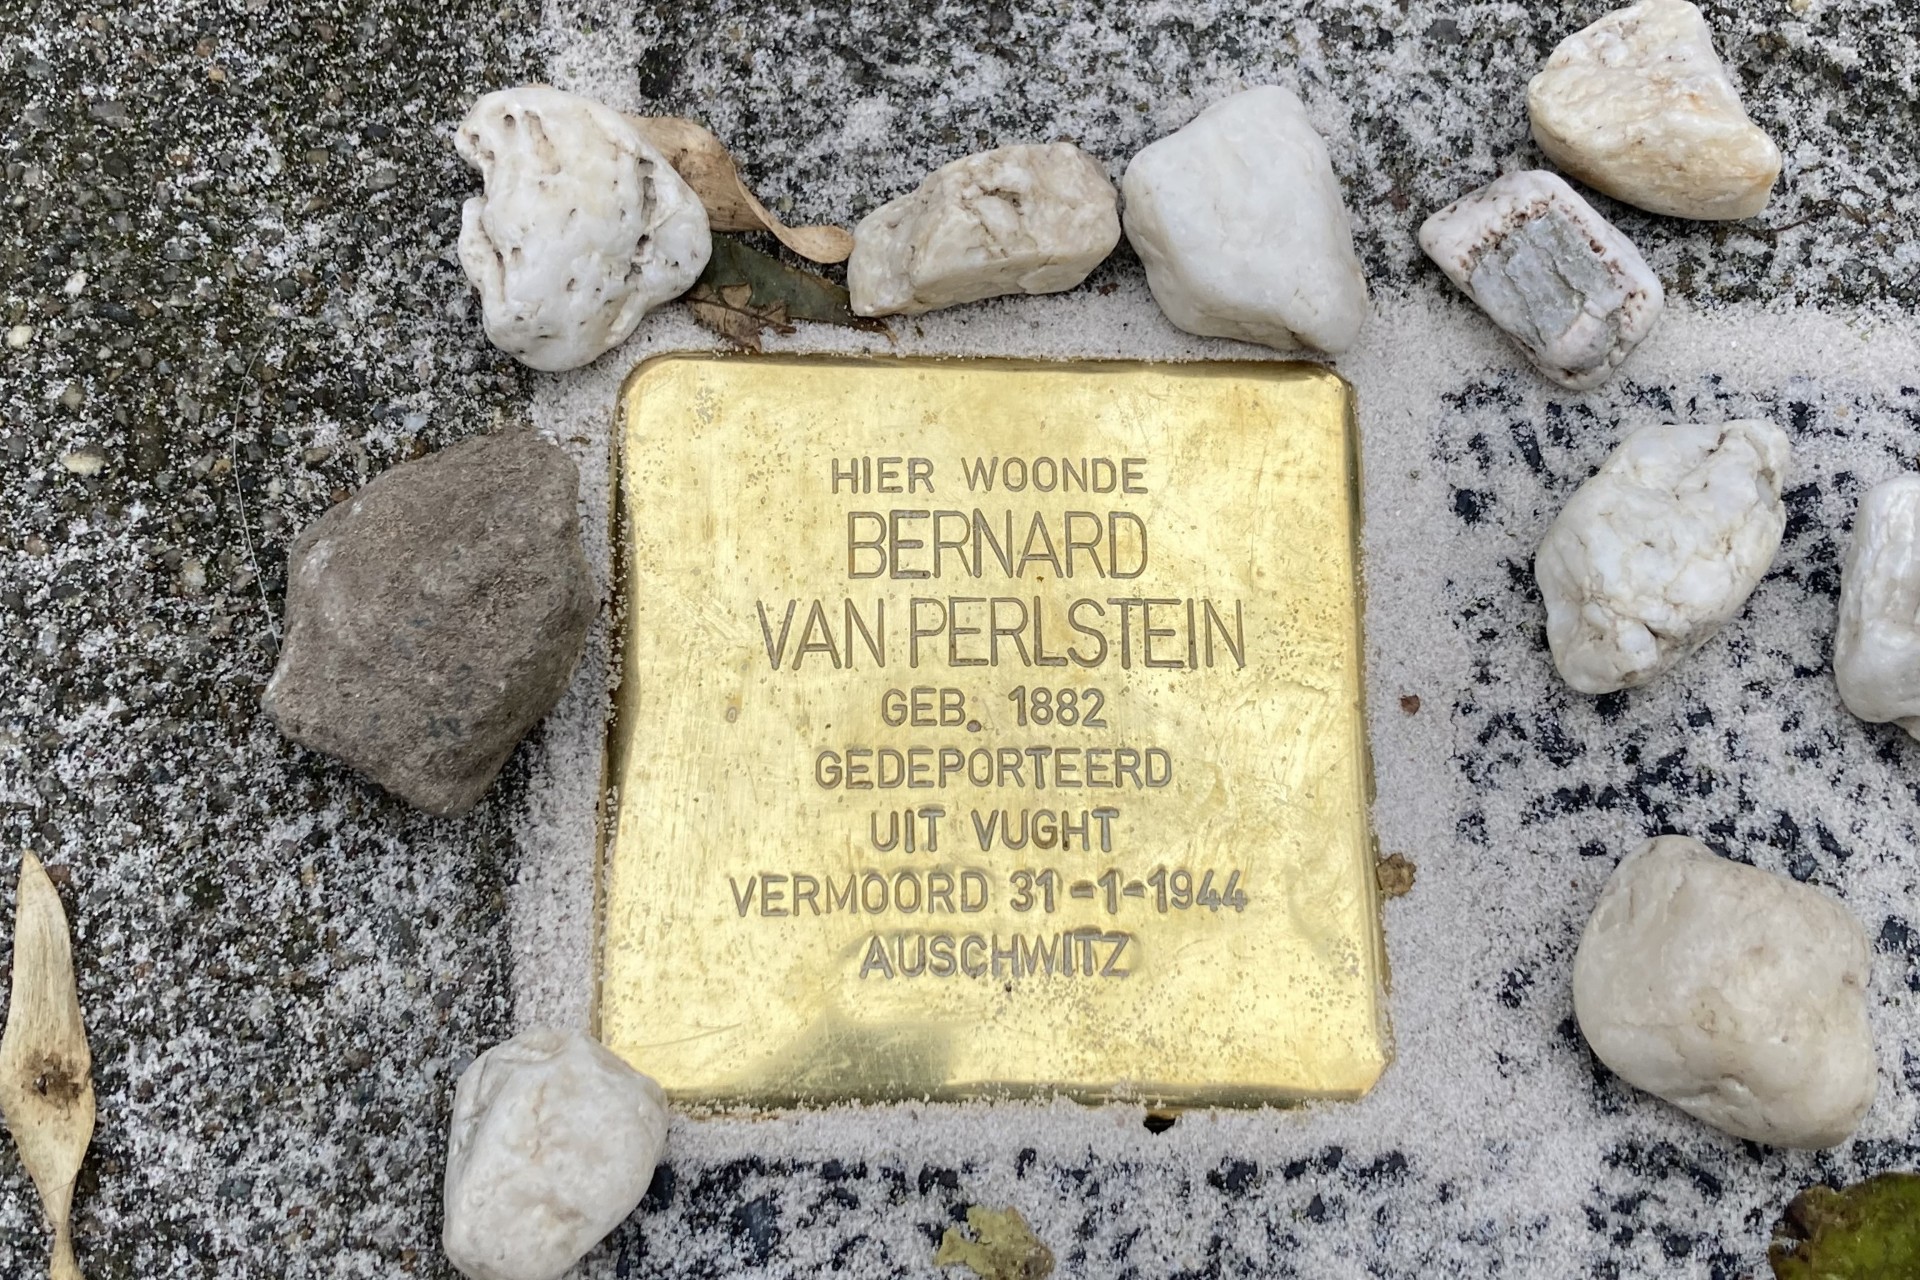 HIER WOONDE
BERNARD
VAN PERLSTEIN
GEB. 1882
GEDEPORTEERD
UIT VUGHT
VERMOORD 31-1-1944
AUSCHWITZ